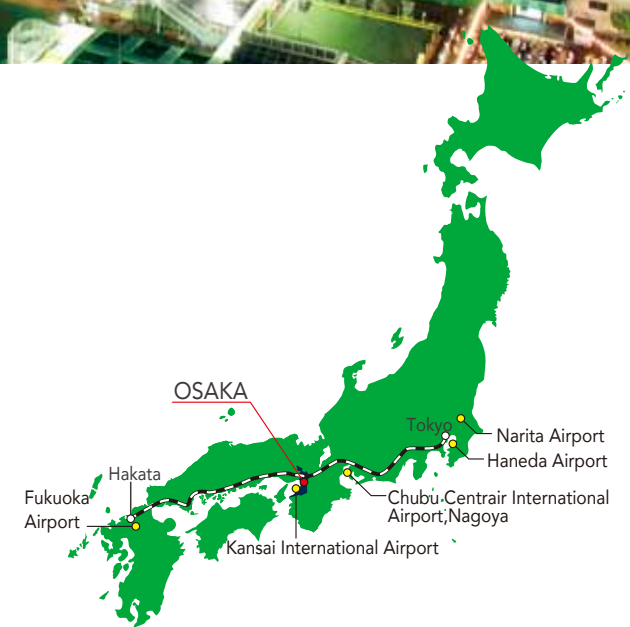 OSAKA
Tokyo
Narita Airport
Haneda Airport
Hakata
Fukuoka
Airport
Chubu Centrair International
Airport,Nagoya
Kansai International Airport